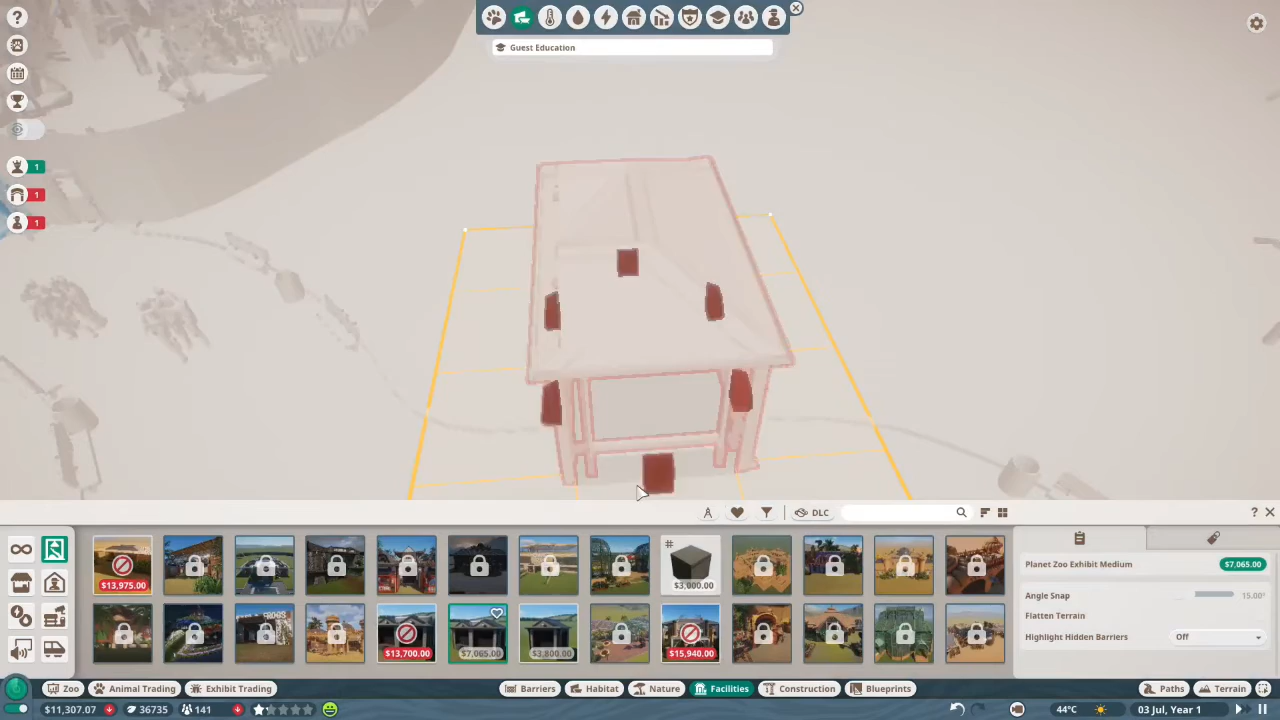 Guest Education
1
1
1
DLC
$13,975.00
$3,000.00
$13,700.00
$7,065.00
$3,800.00
$15,940.00
Planet Zoo Exhibit Medium
$7,065.00
Angle Snap
15.00°
Flatten Terrain
Highlight Hidden Barriers
Off
Zoo
Animal Trading
Exhibit Trading
Barriers
Habitat
Nature
Facilities
Construction
Blueprints
Paths
Terrain
$11,307.07
36735
141
44°C
03 Jul, Year 1